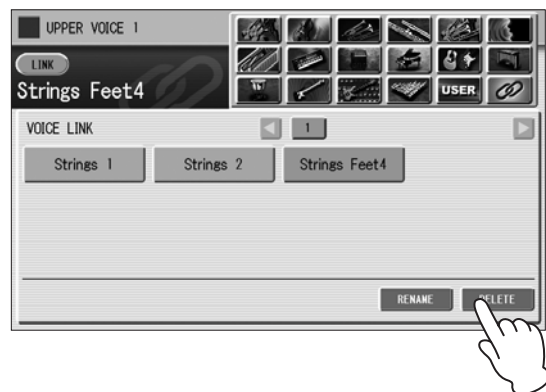 UPPER VOICE 1
LINK
Strings Feet4
USER
VOICE LINK 1
Strings 1 Strings 2 Strings Feet4
RENAME DELETE